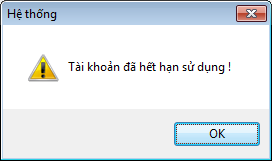 Hệ thống
Tài khoản đã hết hạn sử dụng !
OK